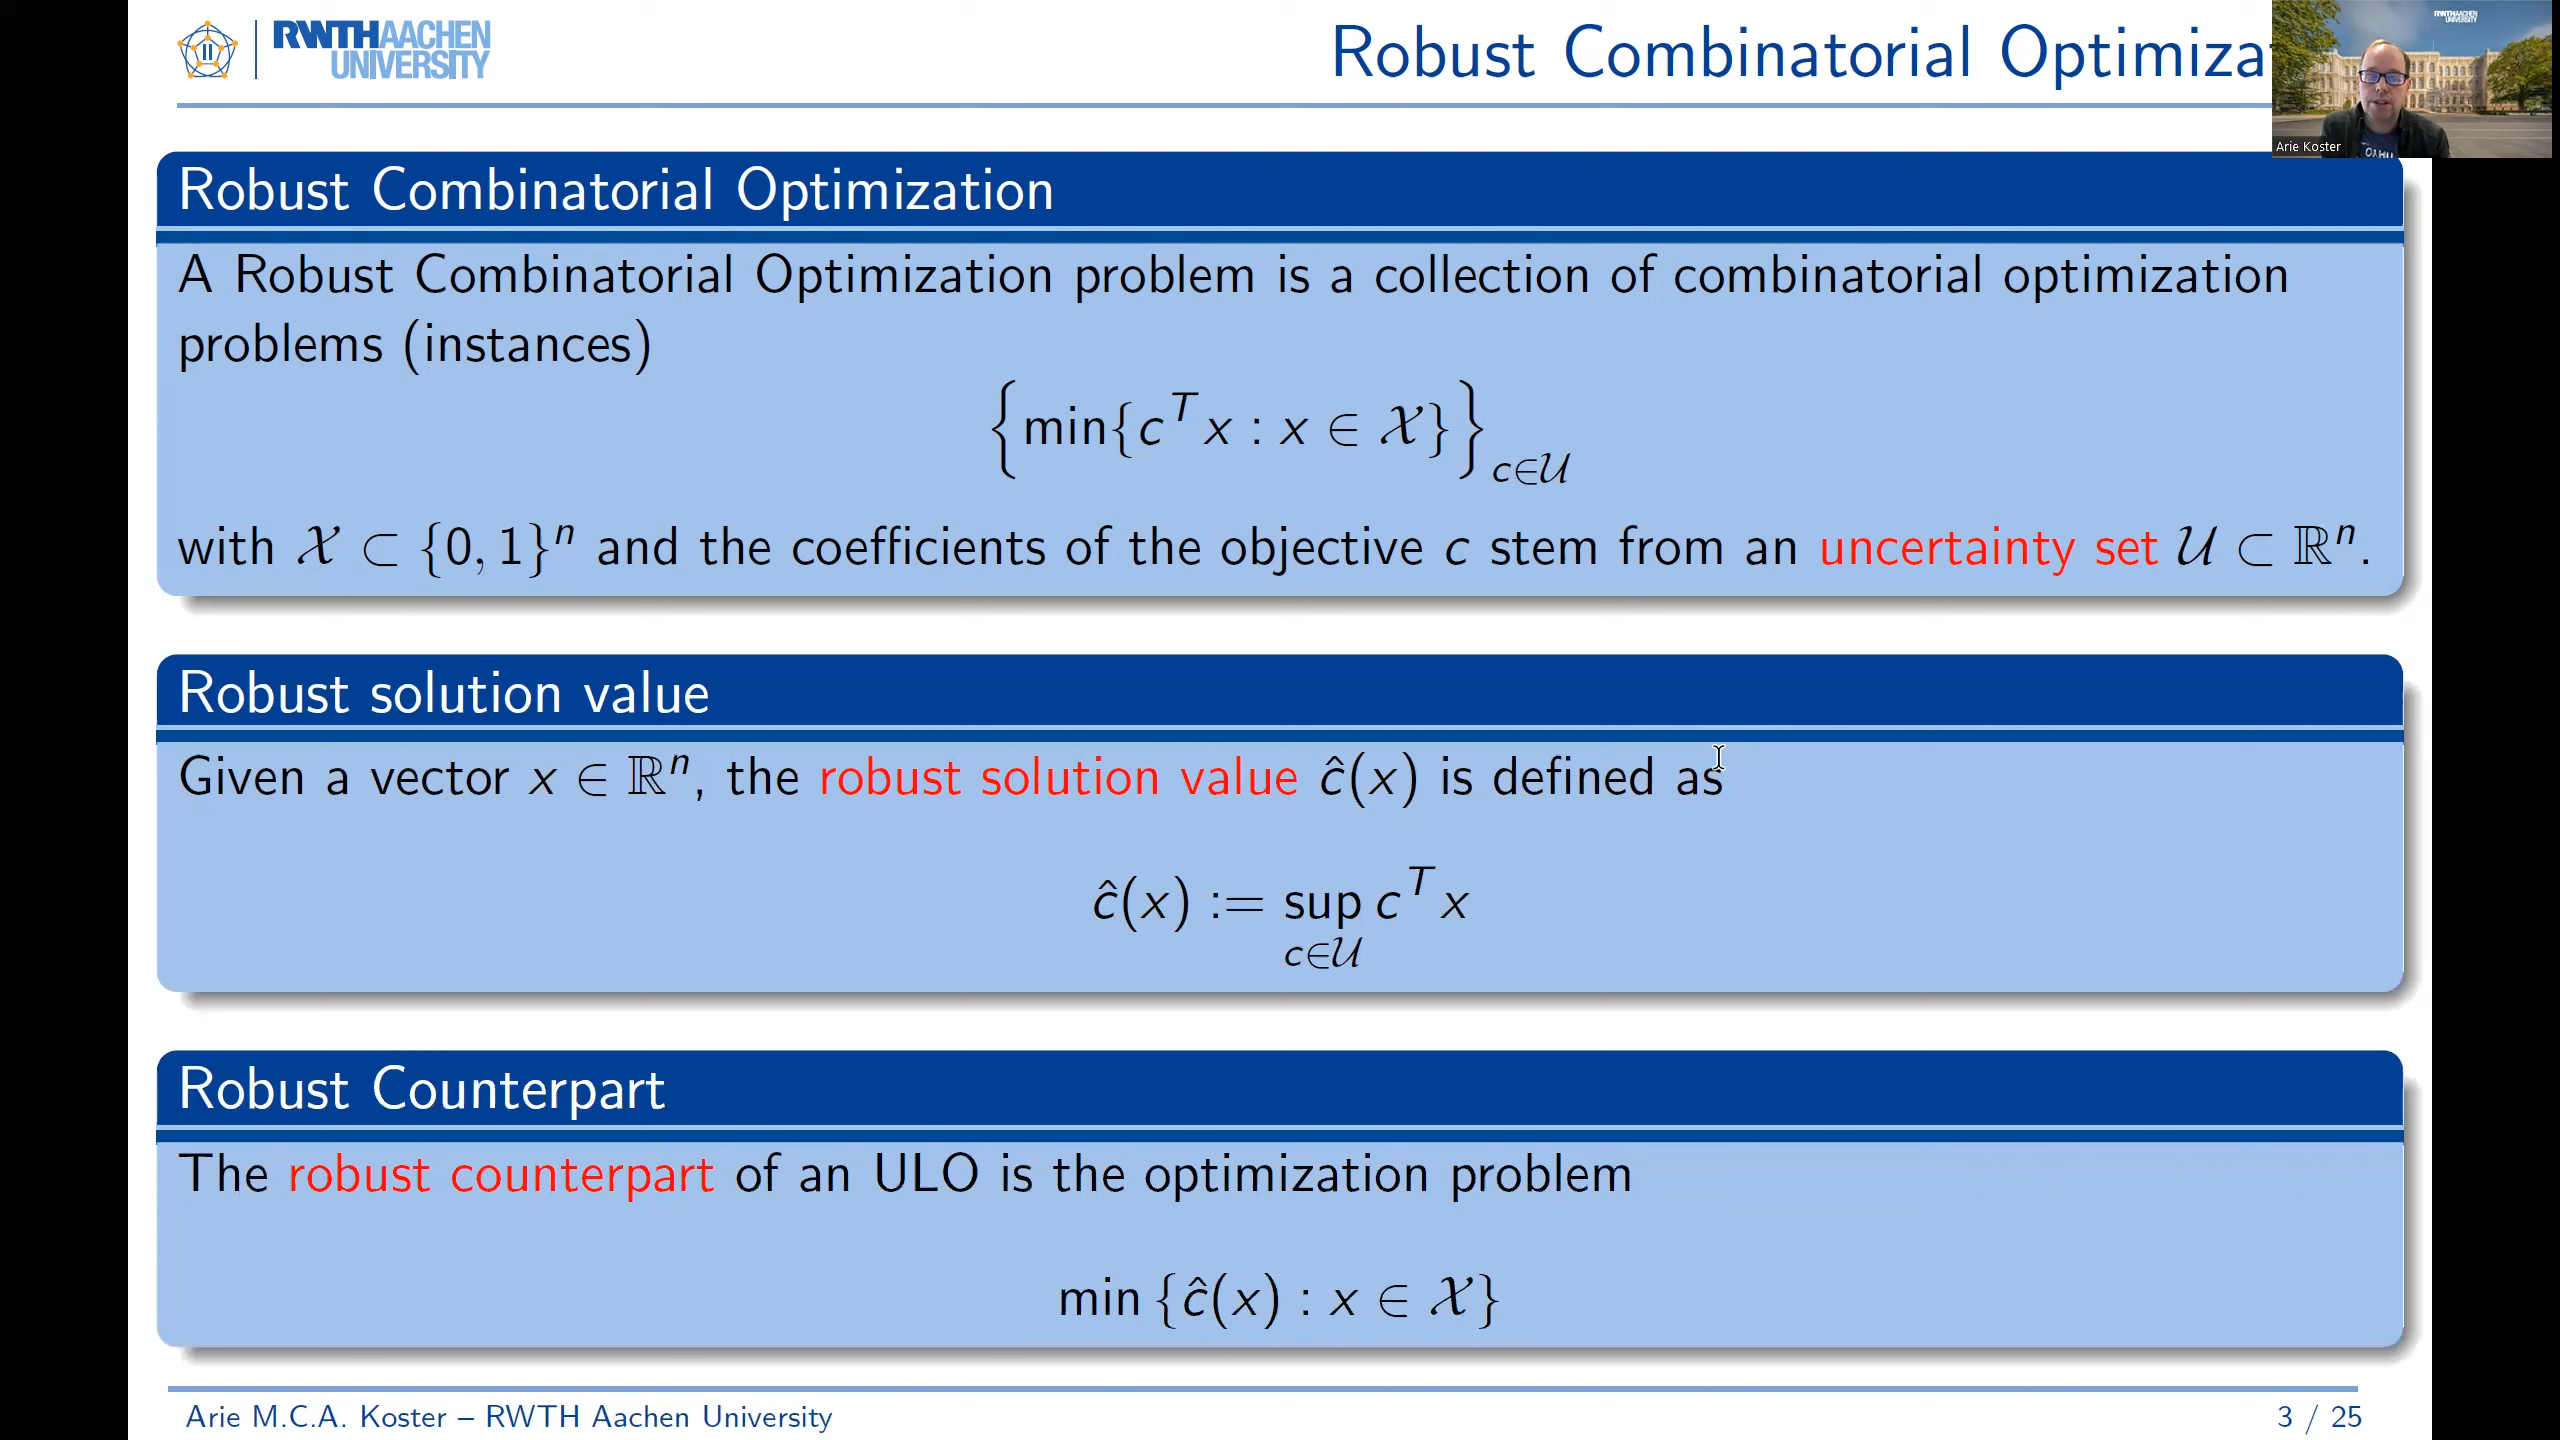 RWTHAACHEN
UNIVERSITY
Robust Combinatorial Optimiza
RWTHAACHEN
UNIVERSITY
Arie Koster
Robust Combinatorial Optimization
A Robust Combinatorial Optimization problem is a collection of combinatorial optimization
problems (instances)
{min{c^T x : x ∈ 𝒳}}_{c∈𝒰}
with 𝒳 ⊂ {0, 1}^n and the coefficients of the objective c stem from an uncertainty set 𝒰 ⊂ ℝ^n.
Robust solution value
Given a vector x ∈ ℝ^n, the robust solution value ĉ(x) is defined as
ĉ(x) := sup_{c∈𝒰} c^T x
Robust Counterpart
The robust counterpart of an ULO is the optimization problem
min {ĉ(x) : x ∈ 𝒳}
Arie M.C.A. Koster – RWTH Aachen University
3 / 25